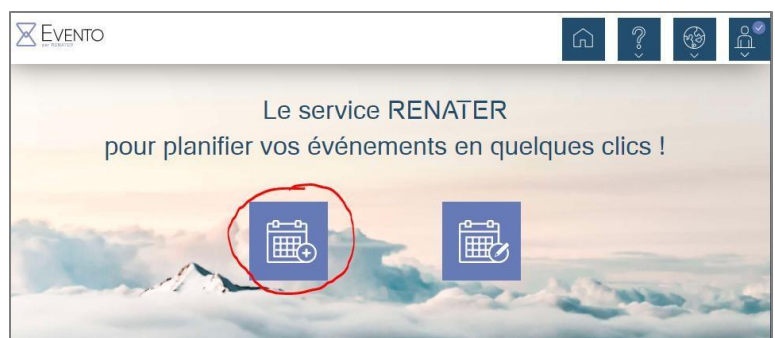 EVENTO
par RENATER
Le service RENATER
pour planifier vos événements en quelques clics !